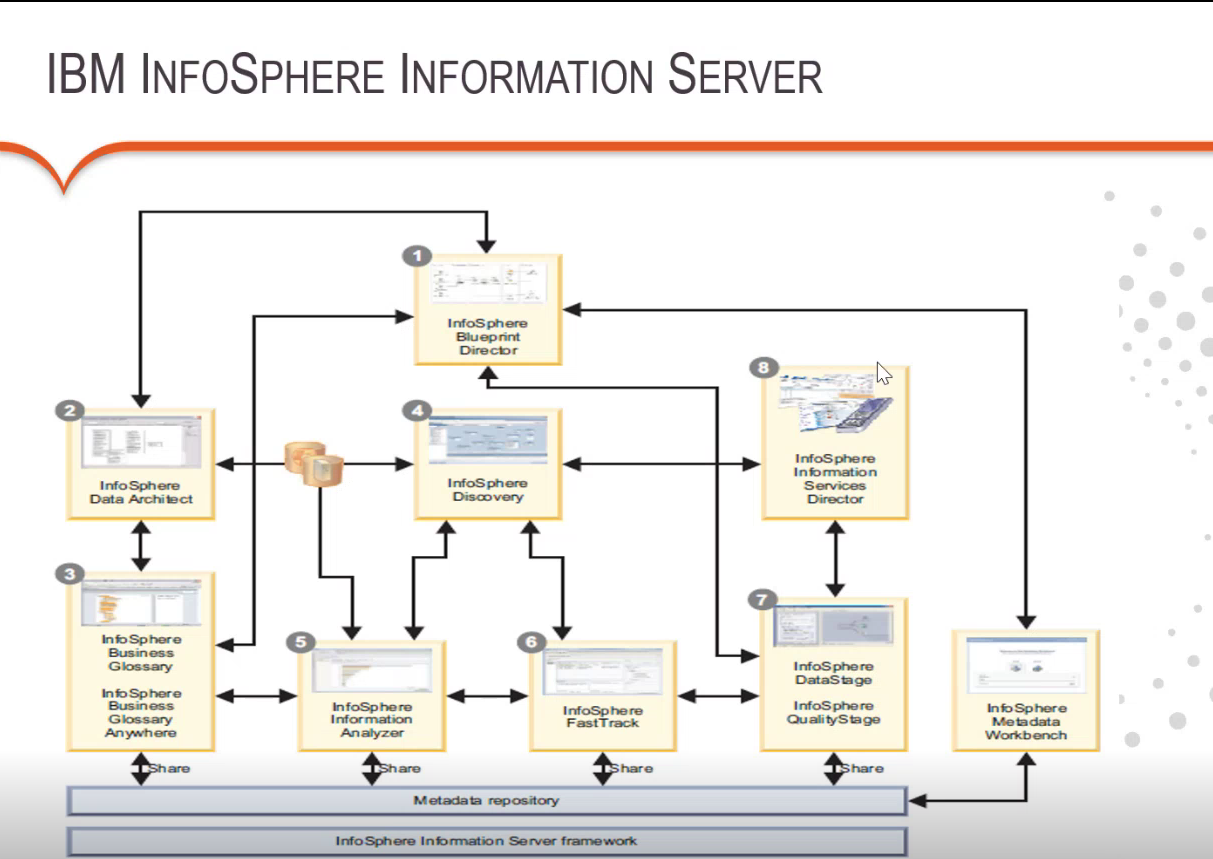 IBM INFOSPHERE INFORMATION SERVER
1
InfoSphere
Blueprint
Director
2
InfoSphere
Data Architect
4
InfoSphere
Discovery
8
InfoSphere
Information
Services
Director
3
InfoSphere
Business
Glossary
InfoSphere
Business
Glossary
Anywhere
5
InfoSphere
Information
Analyzer
6
InfoSphere
FastTrack
7
InfoSphere
DataStage
InfoSphere
QualityStage
InfoSphere
Metadata
Workbench
Share
Share
Share
Share
Metadata repository
InfoSphere Information Server framework